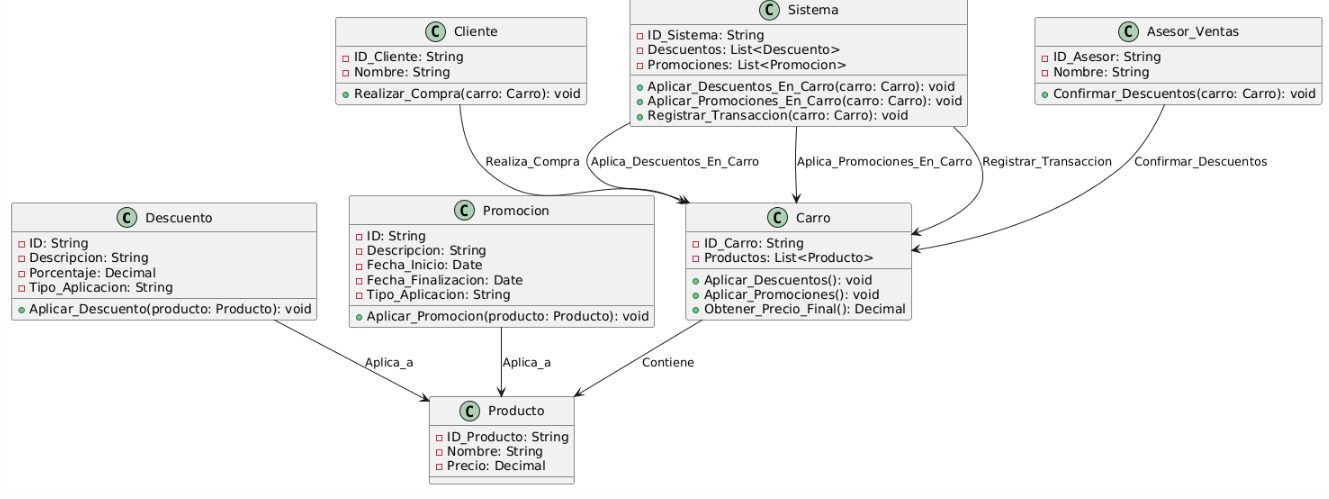 C Cliente
ID_Cliente: String
Nombre: String
Realizar_Compra(carro: Carro): void
C Sistema
ID_Sistema: String
Descuentos: List<Descuento>
Promociones: List<Promocion>
Aplicar_Descuentos_En_Carro(carro: Carro): void
Aplicar_Promociones_En_Carro(carro: Carro): void
Registrar_Transaccion(carro: Carro): void
C Asesor_Ventas
ID_Asesor: String
Nombre: String
Confirmar_Descuentos(carro: Carro): void
Realiza_Compra
Aplica_Descuentos_En_Carro
Aplica_Promociones_En_Carro
Registrar_Transaccion
Confirmar_Descuentos
C Descuento
ID: String
Descripcion: String
Porcentaje: Decimal
Tipo_Aplicacion: String
Aplicar_Descuento(producto: Producto): void
C Promocion
ID: String
Descripcion: String
Fecha_Inicio: Date
Fecha_Finalizacion: Date
Tipo_Aplicacion: String
Aplicar_Promocion(producto: Producto): void
C Carro
ID_Carro: String
Productos: List<Producto>
Aplicar_Descuentos(): void
Aplicar_Promociones(): void
Obtener_Precio_Final(): Decimal
Aplica_a
Aplica_a
Contiene
C Producto
ID_Producto: String
Nombre: String
Precio: Decimal